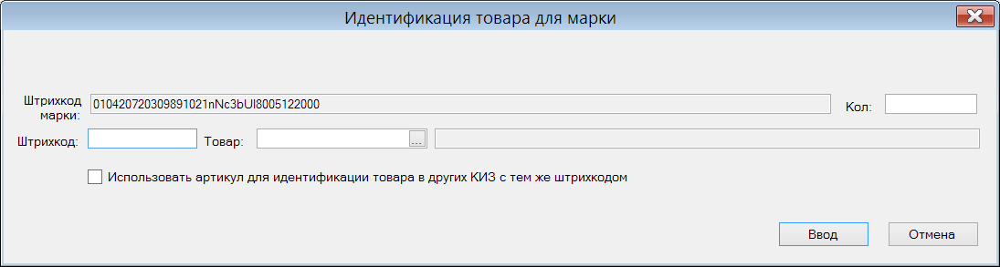 Идентификация товара для марки
Штрихкод марки: 010420720309891021nNc3bUl8005122000 Кол:
Штрихкод: Товар: ...
Использовать артикул для идентификации товара в других КИЗ с тем же штрихкодом
Ввод Отмена